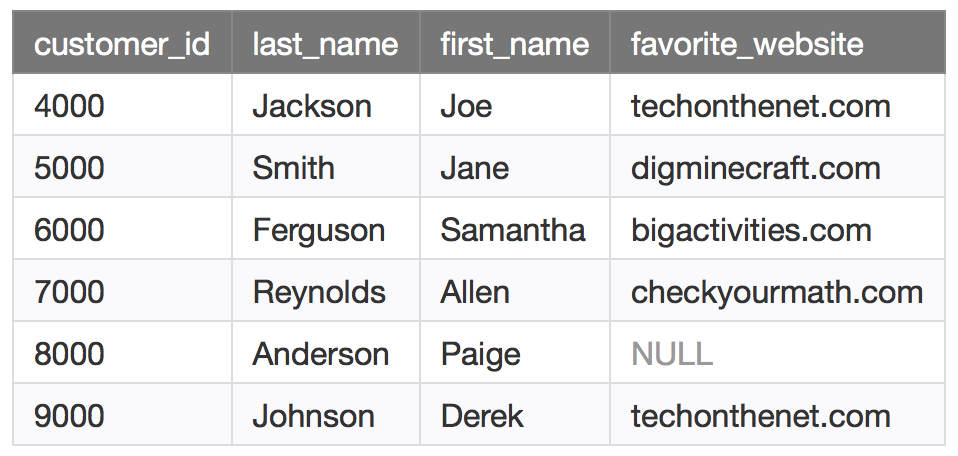 customer_id last_name first_name favorite_website
4000 Jackson Joe techonthenet.com
5000 Smith Jane digminecraft.com
6000 Ferguson Samantha bigactivities.com
7000 Reynolds Allen checkyourmath.com
8000 Anderson Paige NULL
9000 Johnson Derek techonthenet.com